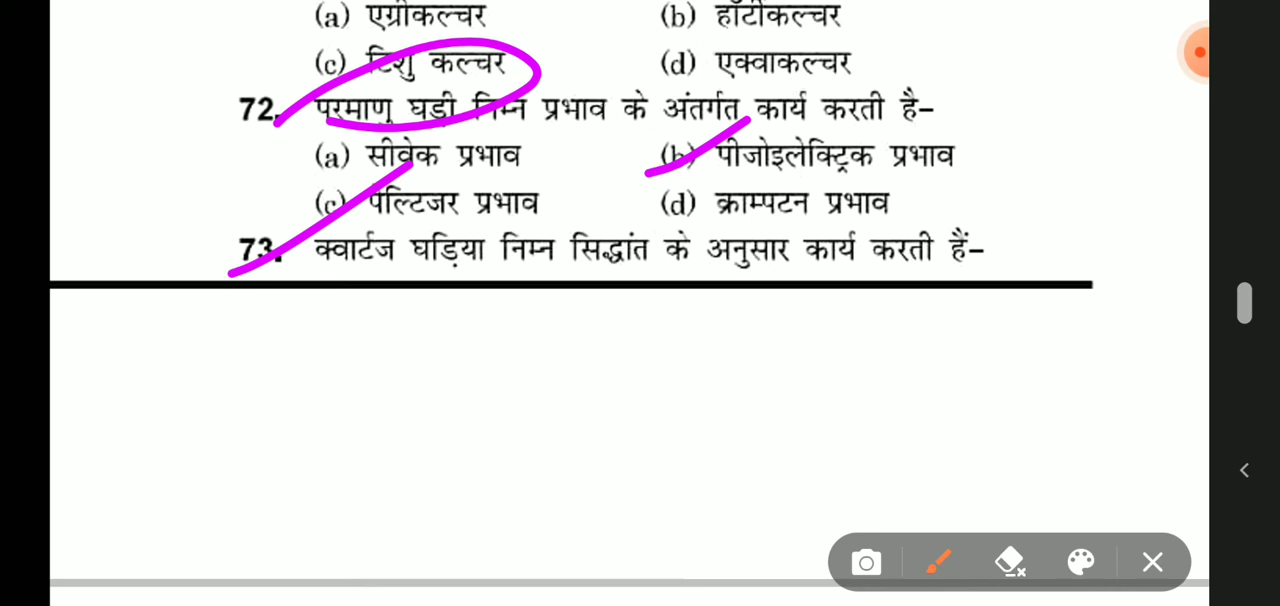 (a) एग्रीकल्चर (b) हॉर्टीकल्चर
(c) टिशु कल्चर (d) एक्वाकल्चर
72. परमाणु घड़ी निम्न प्रभाव के अंतर्गत कार्य करती है–
(a) सीवेक प्रभाव (b) पीजोइलेक्ट्रिक प्रभाव
(c) पेल्टिजर प्रभाव (d) क्राम्पटन प्रभाव
73. क्वार्टज घड़िया निम्न सिद्धांत के अनुसार कार्य करती हैं–